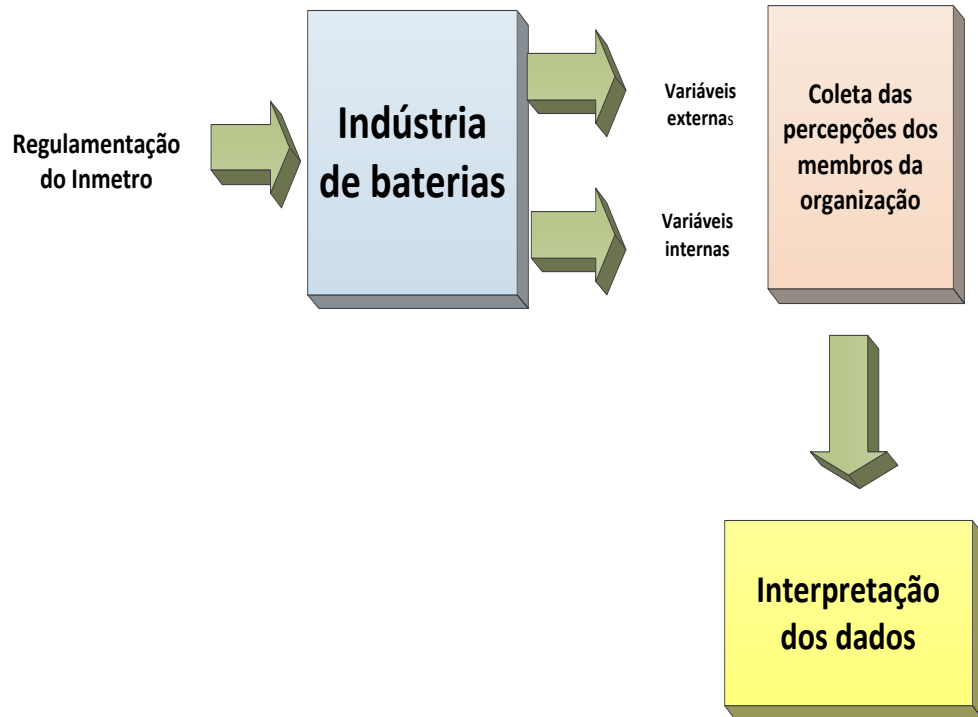 Regulamentação
do Inmetro
Indústria
de baterias
Variáveis
externas
Variáveis
internas
Coleta das
percepções dos
membros da
organização
Interpretação
dos dados